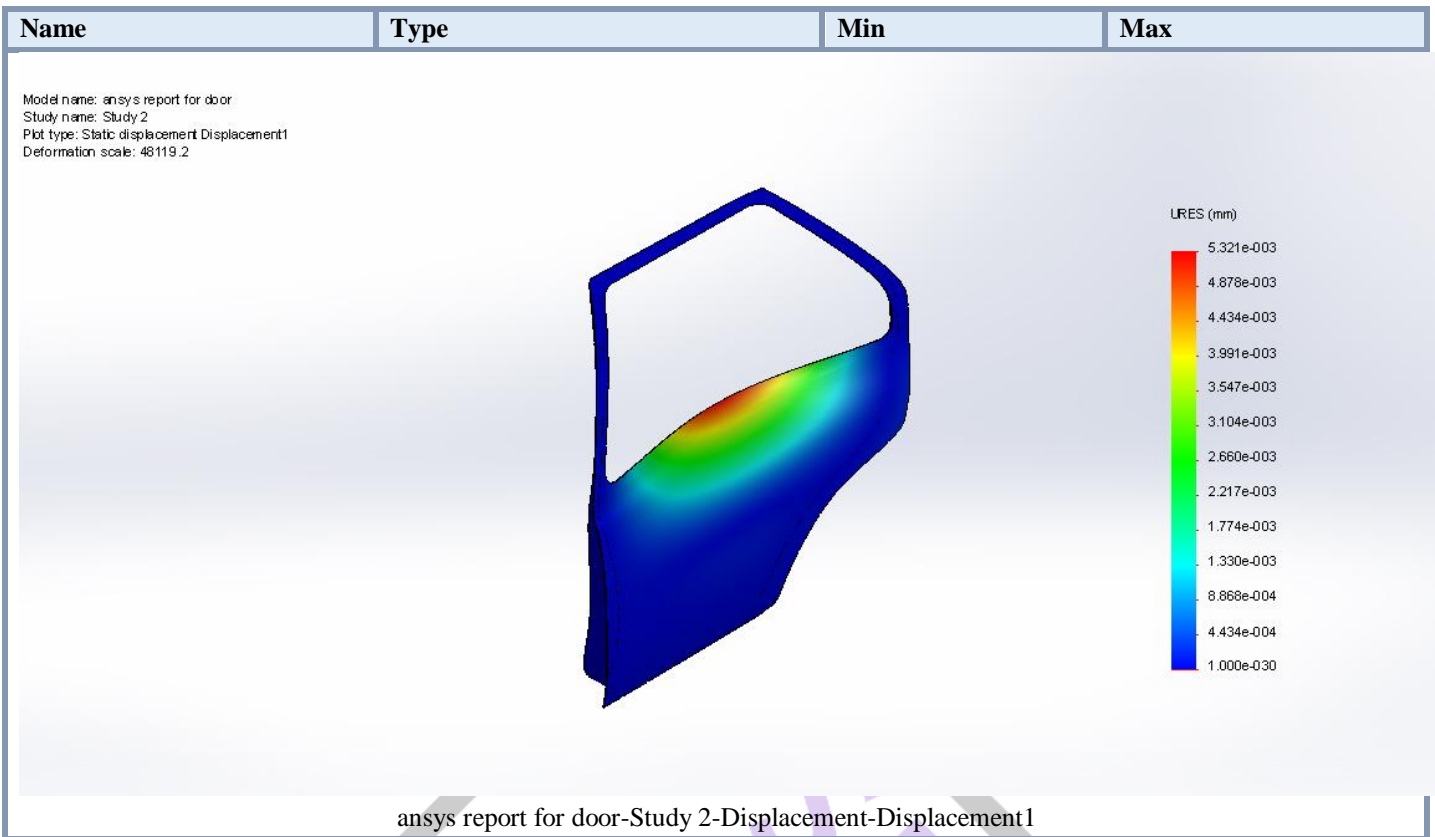 Name Type Min Max
Model name: ansys report for door
Study name: Study 2
Plot type: Static displacement Displacement1
Deformation scale: 48119.2
URES (mm)
5.321e-003
4.878e-003
4.434e-003
3.991e-003
3.547e-003
3.104e-003
2.660e-003
2.217e-003
1.774e-003
1.330e-003
8.868e-004
4.434e-004
1.000e-030
ansys report for door-Study 2-Displacement-Displacement1